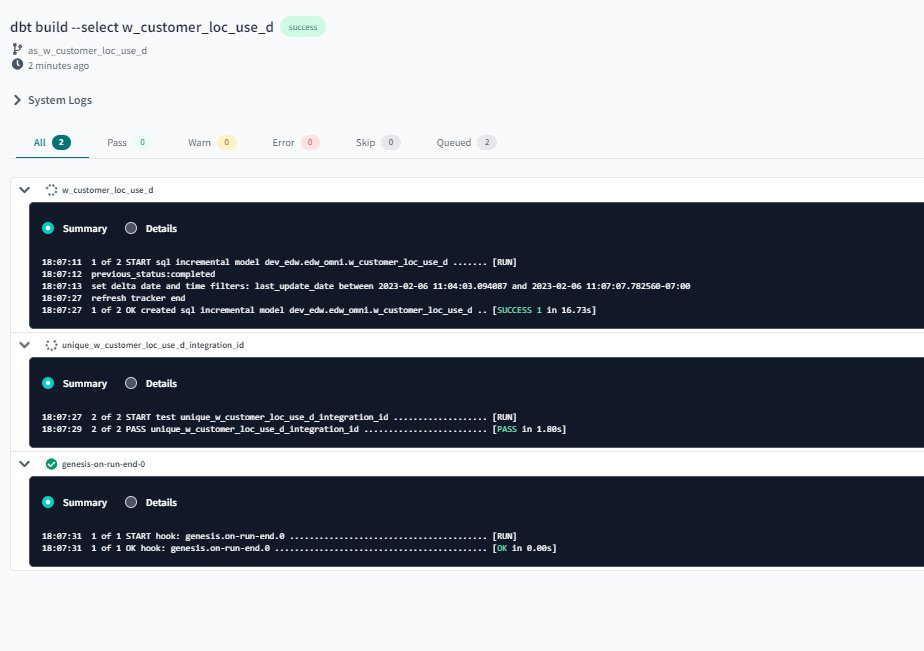 dbt build --select w_customer_loc_use_d success
as_w_customer_loc_use_d
2 minutes ago
System Logs
All 2 Pass 0 Warn 0 Error 0 Skip 0 Queued 2
w_customer_loc_use_d
Summary Details
18:07:11 1 of 2 START sql incremental model dev_edw.edw_omni.w_customer_loc_use_d ....... [RUN]
18:07:12 previous_status:completed
18:07:13 set delta date and time filters: last_update_date between 2023-02-06 11:04:03.094087 and 2023-02-06 11:07:07.782560-07:00
18:07:27 refresh tracker end
18:07:27 1 of 2 OK created sql incremental model dev_edw.edw_omni.w_customer_loc_use_d .. [SUCCESS 1 in 16.73s]
unique_w_customer_loc_use_d_integration_id
Summary Details
18:07:27 2 of 2 START test unique_w_customer_loc_use_d_integration_id ................... [RUN]
18:07:29 2 of 2 PASS unique_w_customer_loc_use_d_integration_id ......................... [PASS in 1.80s]
genesis-on-run-end-0
Summary Details
18:07:31 1 of 1 START hook: genesis.on-run-end.0 ........................................ [RUN]
18:07:31 1 of 1 OK hook: genesis.on-run-end.0 ........................................... [OK in 0.00s]